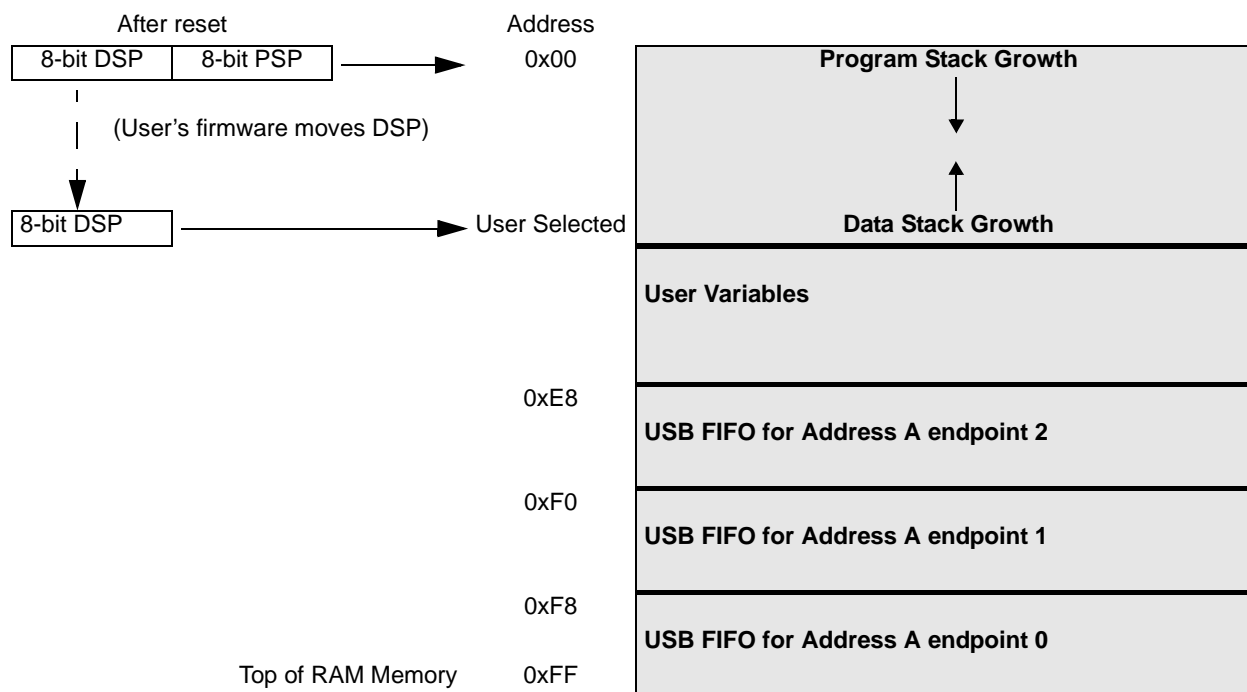 After reset
Address
8-bit DSP 8-bit PSP
0x00
Program Stack Growth
(User's firmware moves DSP)
8-bit DSP
User Selected
Data Stack Growth
User Variables
0xE8
USB FIFO for Address A endpoint 2
0xF0
USB FIFO for Address A endpoint 1
0xF8
USB FIFO for Address A endpoint 0
Top of RAM Memory
0xFF